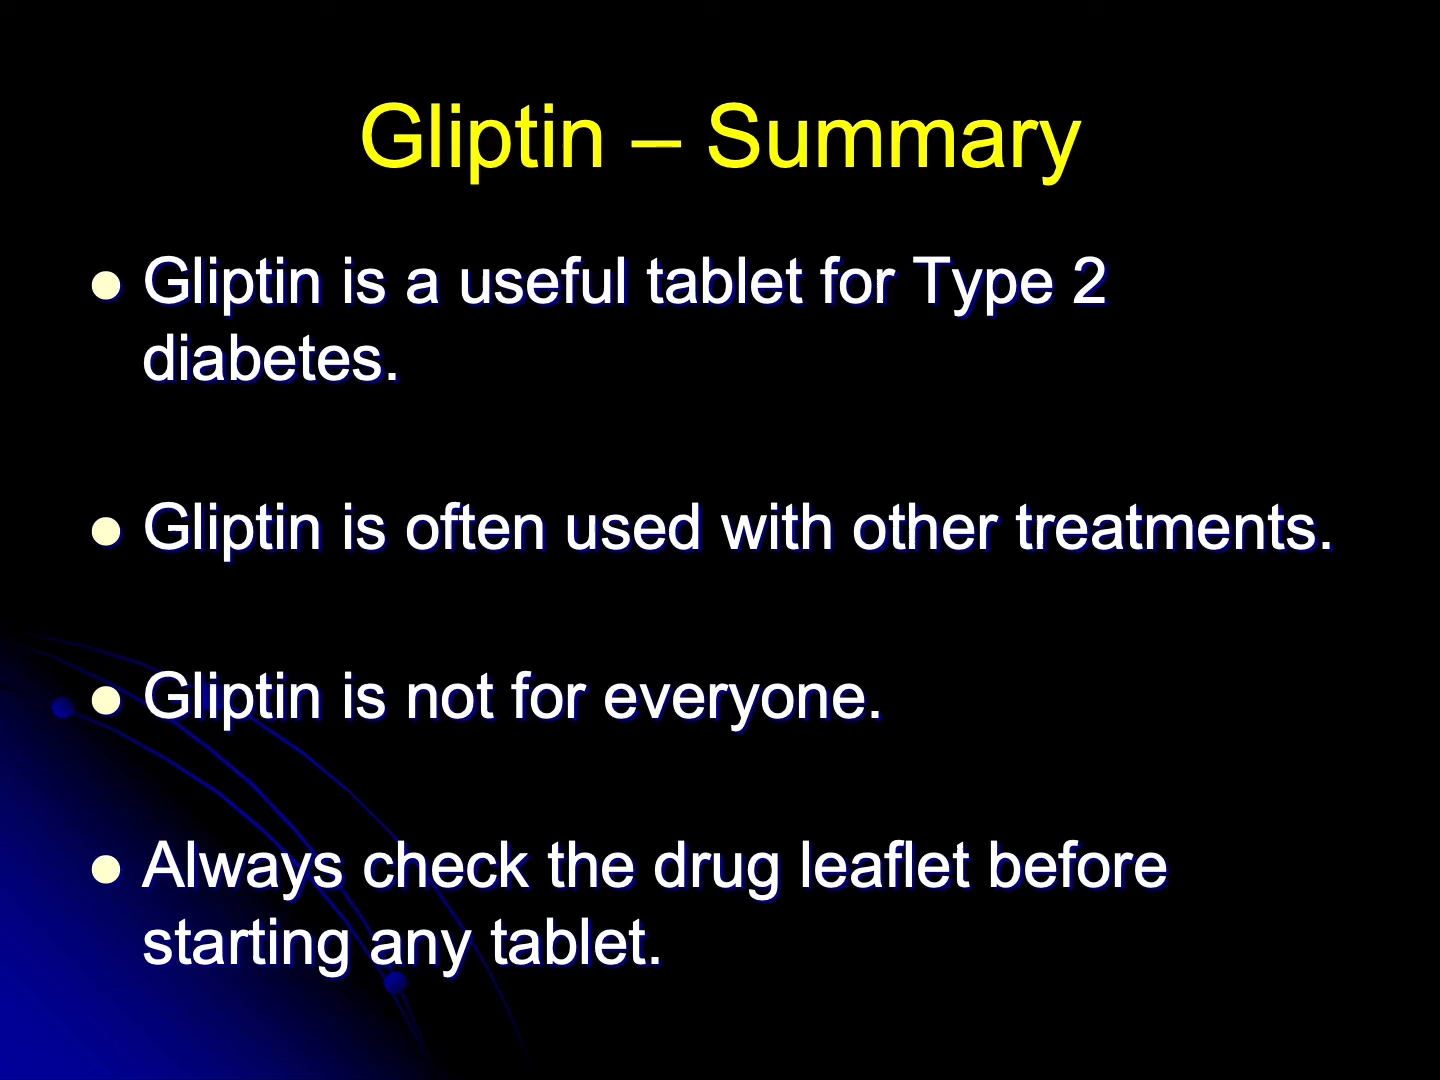 Gliptin – Summary
Gliptin is a useful tablet for Type 2
diabetes.
Gliptin is often used with other treatments.
Gliptin is not for everyone.
Always check the drug leaflet before
starting any tablet.